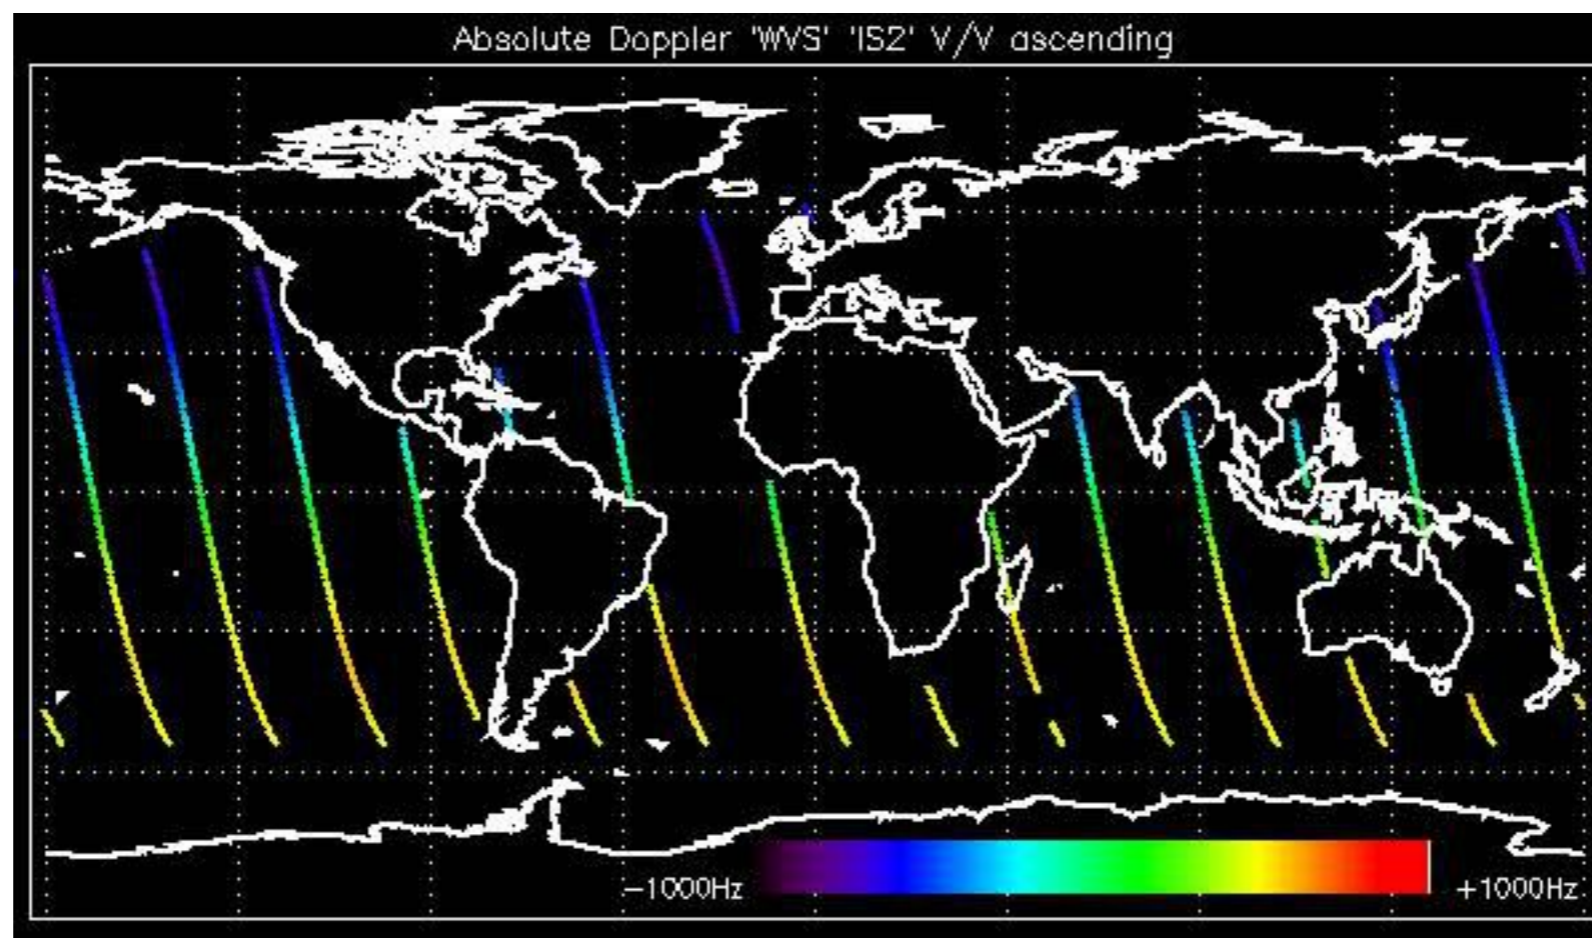 Absolute Doppler 'WVS' 'IS2' V/V ascending
-1000Hz +1000Hz